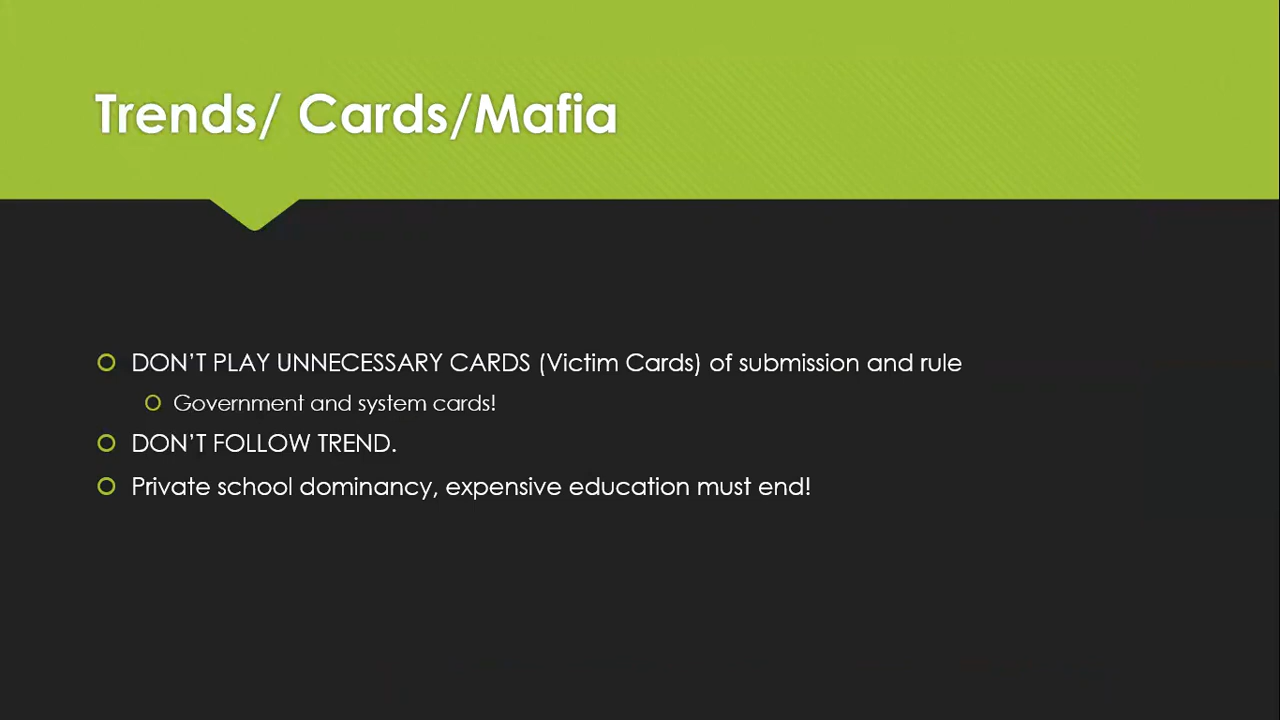 Trends/ Cards/Mafia
DON'T PLAY UNNECESSARY CARDS (Victim Cards) of submission and rule
Government and system cards!
DON'T FOLLOW TREND.
Private school dominancy, expensive education must end!